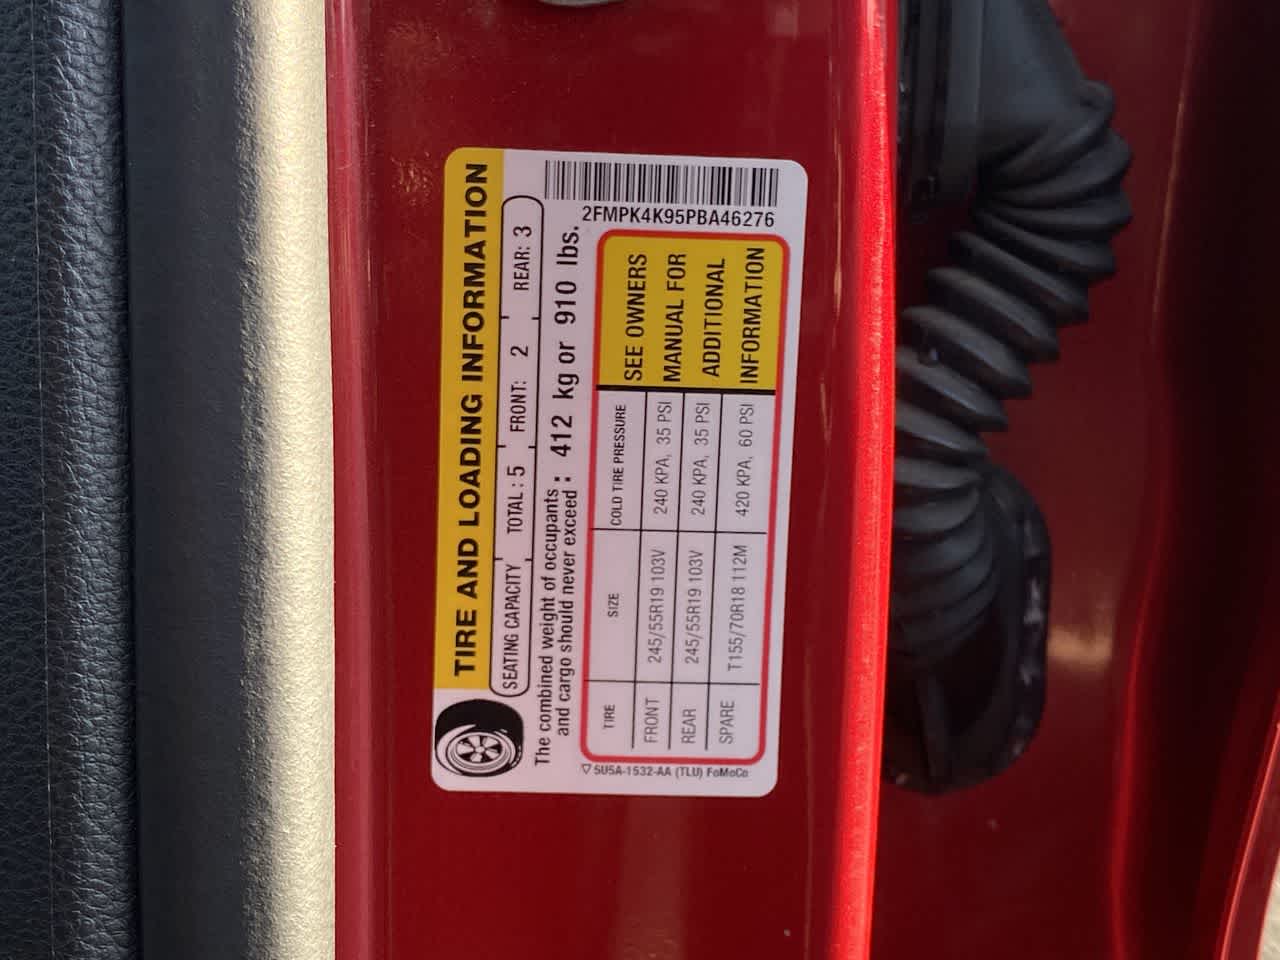 TIRE AND LOADING INFORMATION
SEATING CAPACITY TOTAL : 5 FRONT: 2 REAR: 3
The combined weight of occupants
and cargo should never exceed : 412 kg or 910 lbs.
2FMPK4K95PBA46276
TIRE SIZE COLD TIRE PRESSURE
FRONT 245/55R19 103V 240 KPA, 35 PSI
REAR 245/55R19 103V 240 KPA, 35 PSI
SPARE T155/70R18 112M 420 KPA, 60 PSI
SEE OWNERS
MANUAL FOR
ADDITIONAL
INFORMATION
5U5A-1532-AA (TLU) FoMoCo